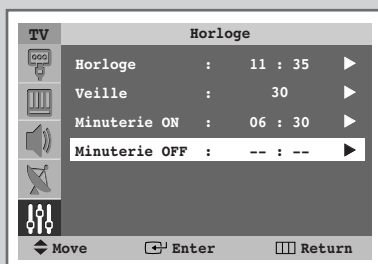 TV Horloge
Horloge : 11 : 35
Veille : 30
Minuterie ON : 06 : 30
Minuterie OFF : -- : --
Move Enter Return